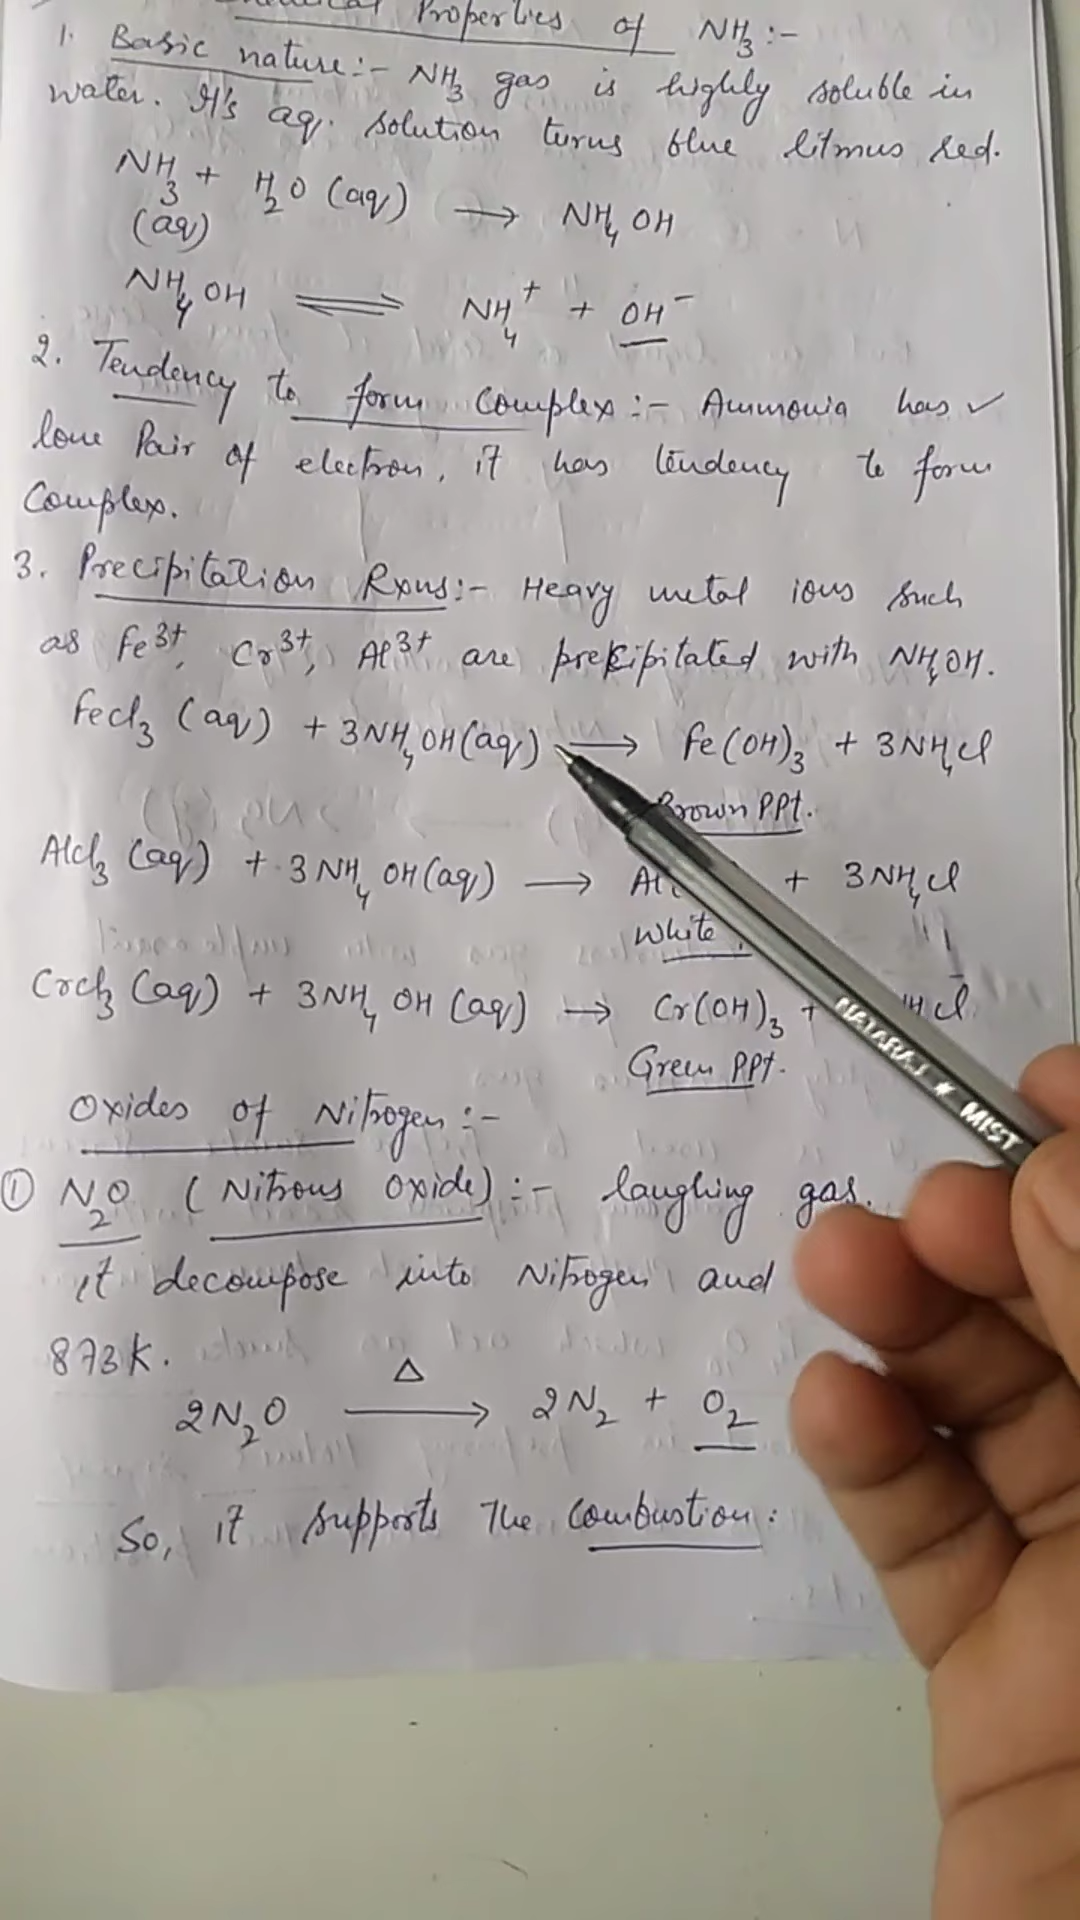 Properties of NH3 :-
1. Basic nature :- NH3 gas is highly soluble in
water. It's aq. solution turns blue litmus red.
NH3 + H2O (aq) → NH4OH
(aq)
NH4OH ⇌ NH4+ + OH-
2. Tendency to form complex :- Ammonia has ✓
lone Pair of electron, it has tendency to form
Complex.
3. Precipitation Rxns :- Heavy metal ions such
as Fe3+, Cr3+, Al3+ are precipitated with NH4OH.
FeCl3 (aq) + 3NH4OH(aq) → Fe(OH)3 + 3NH4Cl
Brown PPt.
AlCl3 (aq) + 3NH4OH(aq) → Al + 3NH4Cl
White
CrCl3 (aq) + 3NH4OH (aq) → Cr(OH)3 + Cl
Green PPt.
Oxides of Nitrogen :-
① N2O (Nitrous Oxide) :- laughing gas.
it decompose into Nitrogen and
873K.
Δ
2N2O → 2N2 + O2
So, it supports the Combustion :
NATARAJ ✶ MIST